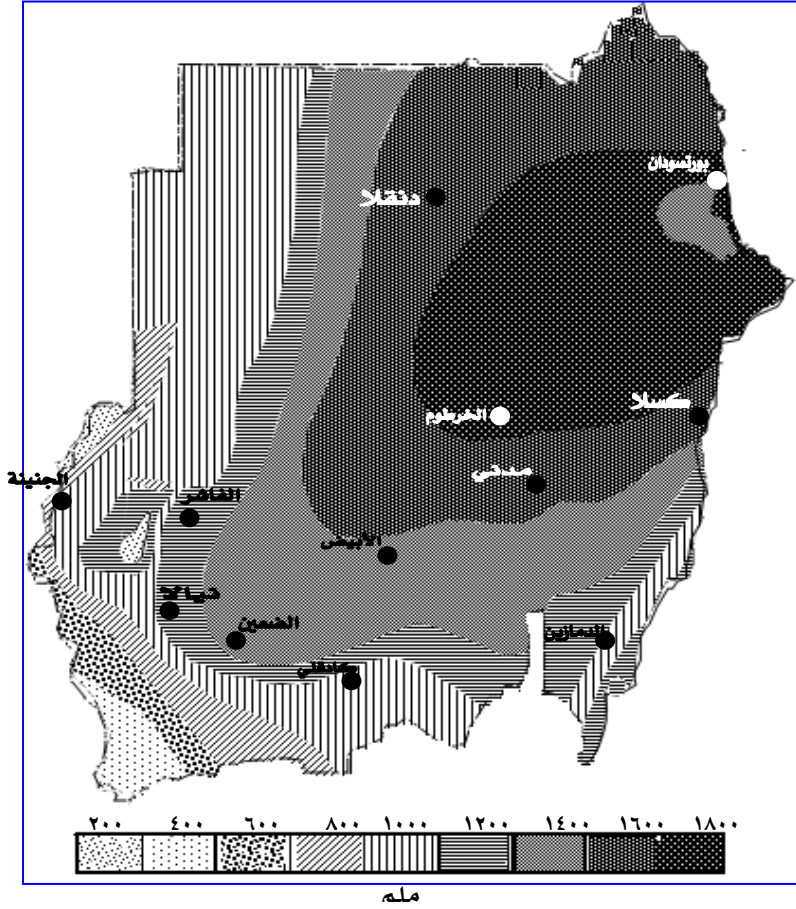 بورتسودان
دنقلا
كسلا
الخرطوم
مدني
الجنينة
الفاشر
الأبيض
نيالا
الضعين
الدمازين
كادقلي
٢٠٠ ٤٠٠ ٦٠٠ ٨٠٠ ١٠٠٠ ١٢٠٠ ١٤٠٠ ١٦٠٠ ١٨٠٠
ملم